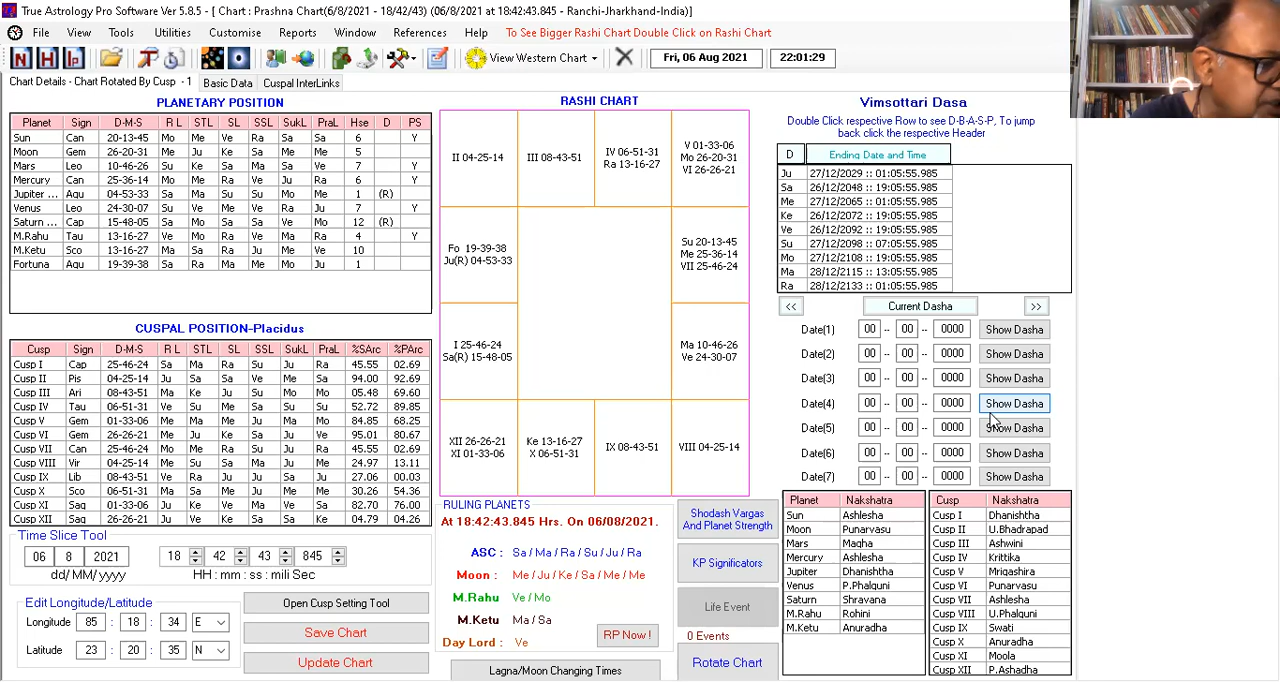 True Astrology Pro Software Ver 5.8.5 - [ Chart : Prashna Chart(6/8/2021 - 18/42/43) (06/8/2021 at 18:42:43.845 - Ranchi-Jharkhand-India)]
File View Tools Utilities Customise Reports Window References Help To See Bigger Rashi Chart Double Click on Rashi Chart
N H Ip View Western Chart Fri, 06 Aug 2021 22:01:29
Chart Details - Chart Rotated By Cusp - 1 Basic Data Cuspal InterLinks
PLANETARY POSITION
Planet Sign D-M-S R L STL SL SSL SukL PraL Hse D PS
Sun Can 20-13-45 Mo Me Ve Ra Sa Sa 6 Y
Moon Gem 26-20-31 Me Ju Ke Sa Me Me 5
Mars Leo 10-46-26 Su Ke Sa Ma Sa Ve 7 Y
Mercury Can 25-36-14 Mo Me Ra Ve Ju Ra 6 Y
Jupiter ... Aqu 04-53-33 Sa Ma Su Su Mo Me 1 (R)
Venus Leo 24-30-07 Su Ve Me Ve Ra Ju 7 Y
Saturn ... Cap 15-48-05 Sa Mo Sa Sa Ve Mo 12 (R)
M.Rahu Tau 13-16-27 Ve Mo Ra Ve Ma Ra 4 Y
M.Ketu Sco 13-16-27 Ma Sa Ra Ju Me Ve 10
Fortuna Aqu 19-39-38 Sa Ra Ma Me Ju 1
CUSPAL POSITION-Placidus
Cusp Sign D-M-S R L STL SL SSL SukL PraL %SArc %PArc
Cusp I Cap 25-46-24 Sa Ma Ra Su Ju Ra 45.55 02.69
Cusp II Pis 04-25-14 Ju Sa Sa Ve Me Sa 94.00 92.69
Cusp III Ari 08-43-51 Ma Ke Ju Su Mo Mo 05.48 69.60
Cusp IV Tau 06-51-31 Ve Su Me Sa Su Su 52.72 89.85
Cusp V Gem 01-33-06 Me Ma Ke Ve Su Ma 84.85 68.25
Cusp VI Gem 26-26-21 Me Ju Ke Sa Ve Ju 95.01 80.67
Cusp VII Can 25-46-24 Mo Me Ra Su Ju Ra 45.55 02.69
Cusp VIII Vir 04-25-14 Me Su Sa Ma Ju Me 24.97 13.11
Cusp IX Lib 08-43-51 Ve Ra Ju Ju Sa Ju 27.06 00.03
Cusp X Sco 06-51-31 Ma Sa Me Ju Me Me 30.26 54.36
Cusp XI Sag 01-33-06 Ju Ke Ve Su Ra Ve 82.70 76.00
Cusp XII Sag 26-26-21 Ju Ve Ke Sa Ma Ra 04.79 04.26
Time Slice Tool
06 8 2021 18 42 43 845
dd/ MM/ yyyy HH : mm : ss : mili Sec
Edit Longitude/Latitude
Longitude 85 : 18 : 34 E
Latitude 23 : 20 : 35 N
Open Cusp Setting Tool
Save Chart
Update Chart
RASHI CHART
II 04-25-14
III 08-43-51
IV 06-51-31
Ra 13-16-27
V 01-33-06
Mo 26-20-31
VI 26-26-21
Fo 19-39-38
Ju(R) 04-53-33
Su 20-13-45
Me 25-36-14
VII 25-46-24
I 25-46-24
Sa(R) 15-48-05
Ma 10-46-26
Ve 24-30-07
XII 26-26-21
XI 01-33-06
Ke 13-16-27
X 06-51-31
IX 08-43-51
VIII 04-25-14
RULING PLANETS
At 18:42:43.845 Hrs. On 06/08/2021.
ASC : Sa / Ma / Ra / Su / Ju / Ra
Moon : Me / Ju / Ke / Sa / Me / Me
M.Rahu : Ve / Mo
M.Ketu : Ma / Sa
Day Lord : Ve
RP Now !
Lagna/Moon Changing Times
Shodash Vargas
And Planet Strength
KP Significators
Life Event
0 Events
Rotate Chart
Vimsottari Dasa
Double Click respective Row to see D-B-A-S-P, To jump
back click the respective Header
D Ending Date and Time
Ju 27/12/2029 :: 01:05:55.985
Sa 26/12/2048 :: 19:05:55.985
Me 27/12/2065 :: 01:05:55.985
Ke 26/12/2072 :: 19:05:55.985
Ve 26/12/2092 :: 19:05:55.985
Su 27/12/2098 :: 07:05:55.985
Mo 27/12/2108 :: 19:05:55.985
Ma 28/12/2115 :: 13:05:55.985
Ra 28/12/2133 :: 01:05:55.985
<< Current Dasha >>
Date(1) 00 -- 00 -- 0000 Show Dasha
Date(2) 00 -- 00 -- 0000 Show Dasha
Date(3) 00 -- 00 -- 0000 Show Dasha
Date(4) 00 -- 00 -- 0000 Show Dasha
Date(5) 00 -- 00 -- 0000 Show Dasha
Date(6) 00 -- 00 -- 0000 Show Dasha
Date(7) 00 -- 00 -- 0000 Show Dasha
Planet Nakshatra
Sun Ashlesha
Moon Punarvasu
Mars Magha
Mercury Ashlesha
Jupiter Dhanishtha
Venus P.Phalguni
Saturn Shravana
M.Rahu Rohini
M.Ketu Anuradha
Cusp Nakshatra
Cusp I Dhanishtha
Cusp II U.Bhadrapad
Cusp III Ashwini
Cusp IV Krittika
Cusp V Mrigashira
Cusp VI Punarvasu
Cusp VII Ashlesha
Cusp VIII U.Phalguni
Cusp IX Swati
Cusp X Anuradha
Cusp XI Moola
Cusp XII P.Ashadha